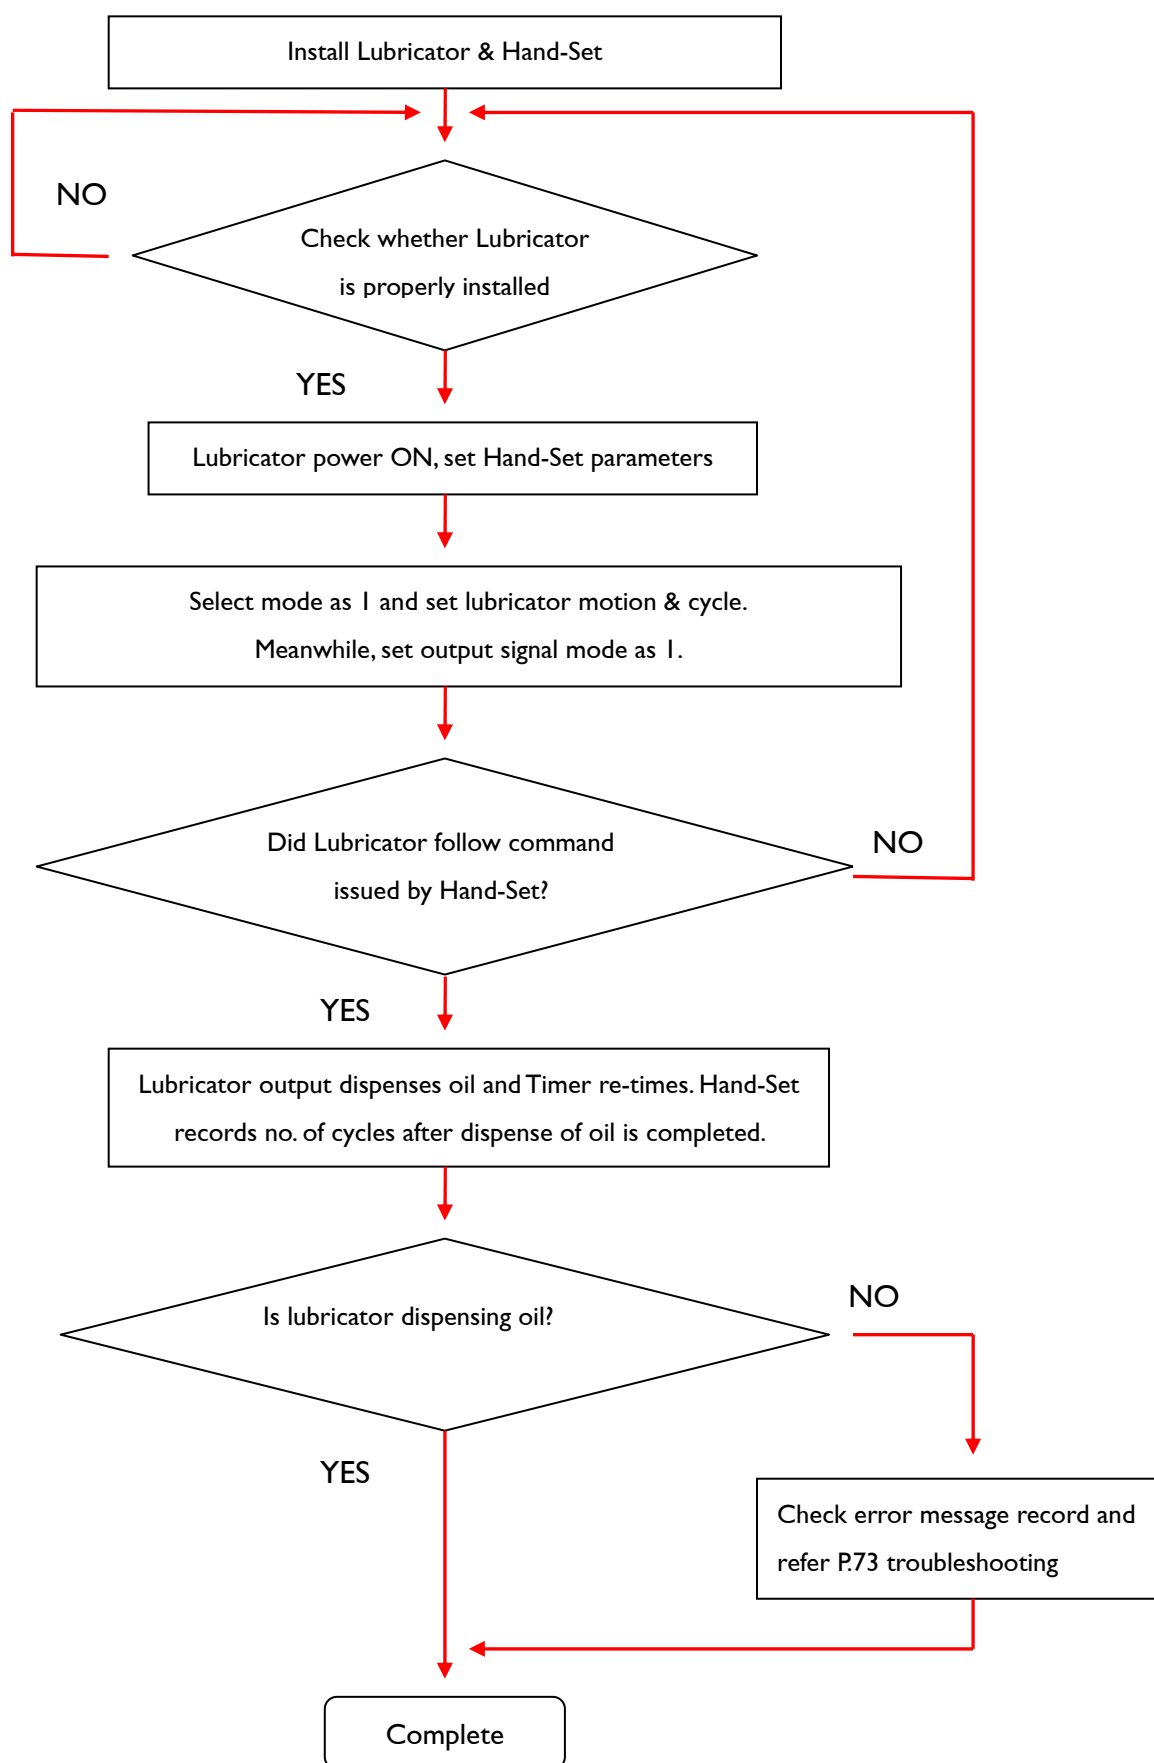 Install Lubricator & Hand-Set
NO
Check whether Lubricator
is properly installed
YES
Lubricator power ON, set Hand-Set parameters
Select mode as 1 and set lubricator motion & cycle.
Meanwhile, set output signal mode as 1.
Did Lubricator follow command
issued by Hand-Set?
NO
YES
Lubricator output dispenses oil and Timer re-times. Hand-Set
records no. of cycles after dispense of oil is completed.
Is lubricator dispensing oil?
NO
YES
Check error message record and
refer P.73 troubleshooting
Complete